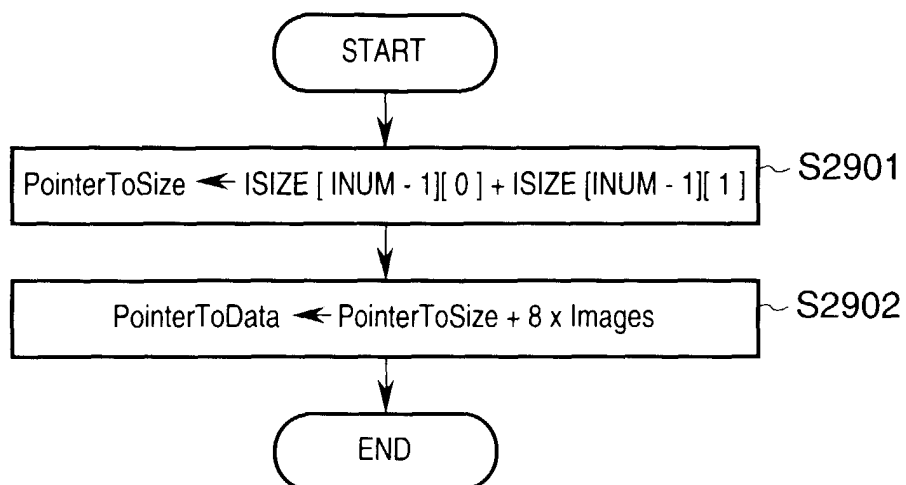 START
PointerToSize ← ISIZE [ INUM - 1][ 0 ] + ISIZE [INUM - 1][ 1 ]
S2901
PointerToData ← PointerToSize + 8 x Images
S2902
END